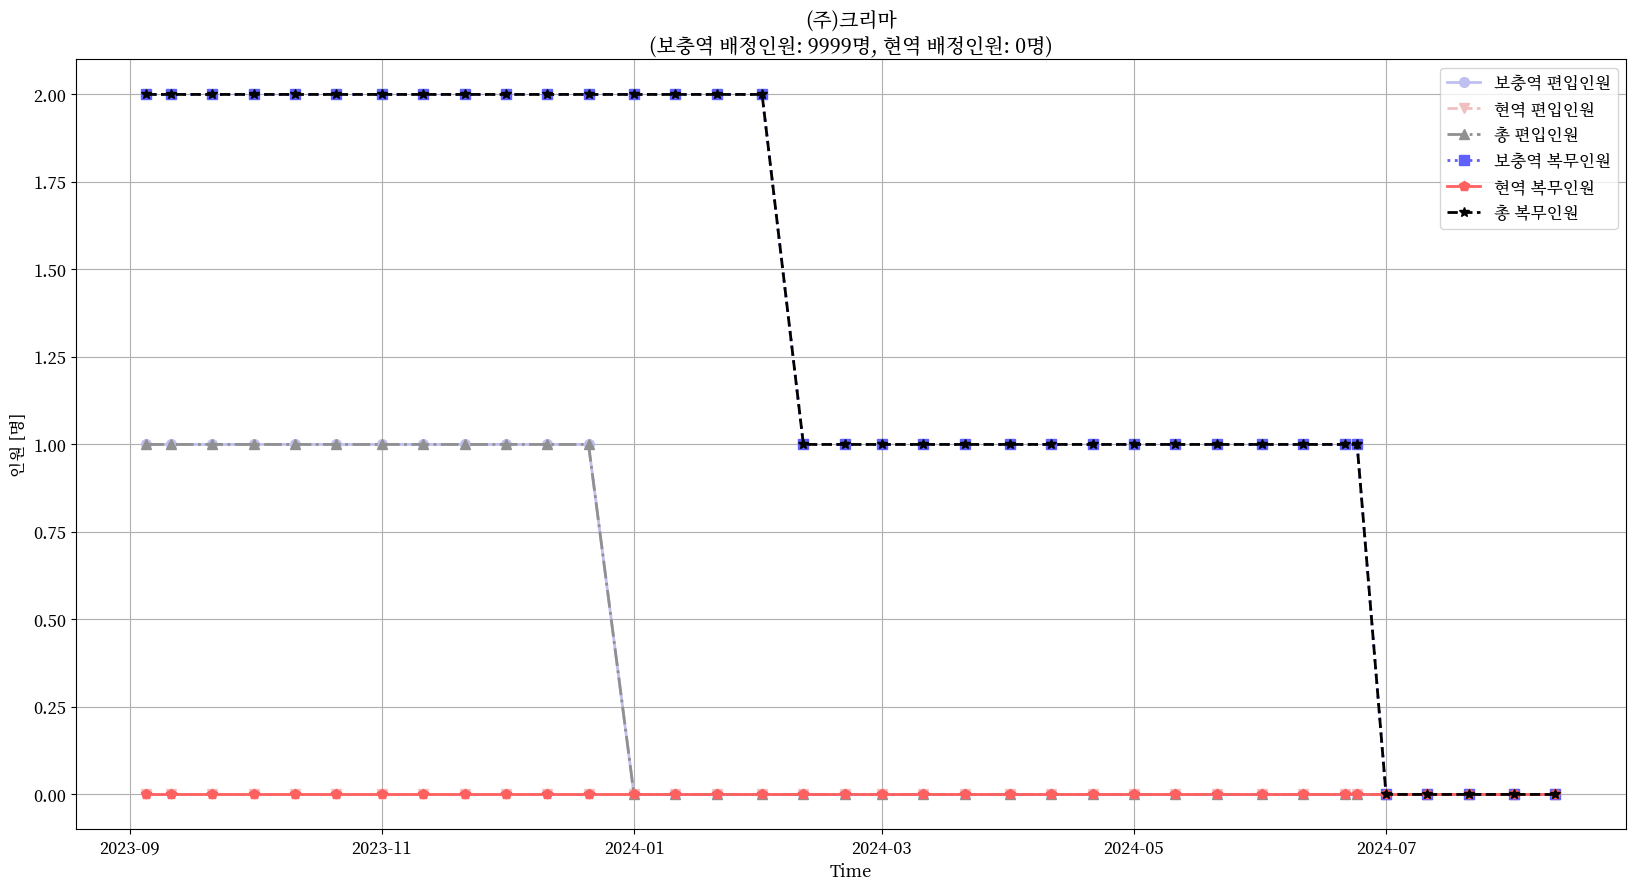 (주)크리마
(보충역 배정인원: 9999명, 현역 배정인원: 0명)
보충역 편입인원
현역 편입인원
총 편입인원
보충역 복무인원
현역 복무인원
총 복무인원
인원 [명]
2.00
1.75
1.50
1.25
1.00
0.75
0.50
0.25
0.00
2023-09 2023-11 2024-01 2024-03 2024-05 2024-07
Time